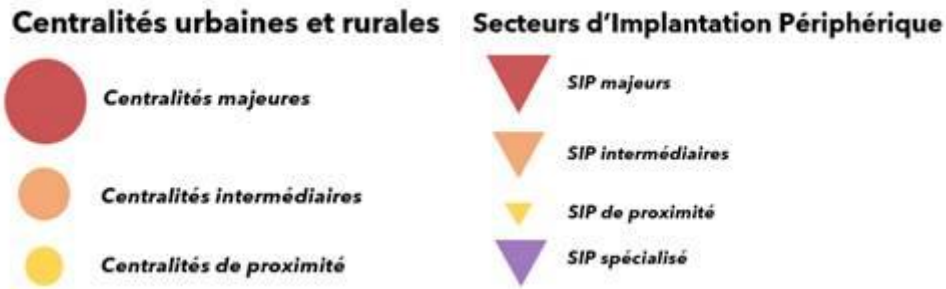 Centralités urbaines et rurales
Centralités majeures
Centralités intermédiaires
Centralités de proximité
Secteurs d'Implantation Périphérique
SIP majeurs
SIP intermédiaires
SIP de proximité
SIP spécialisé